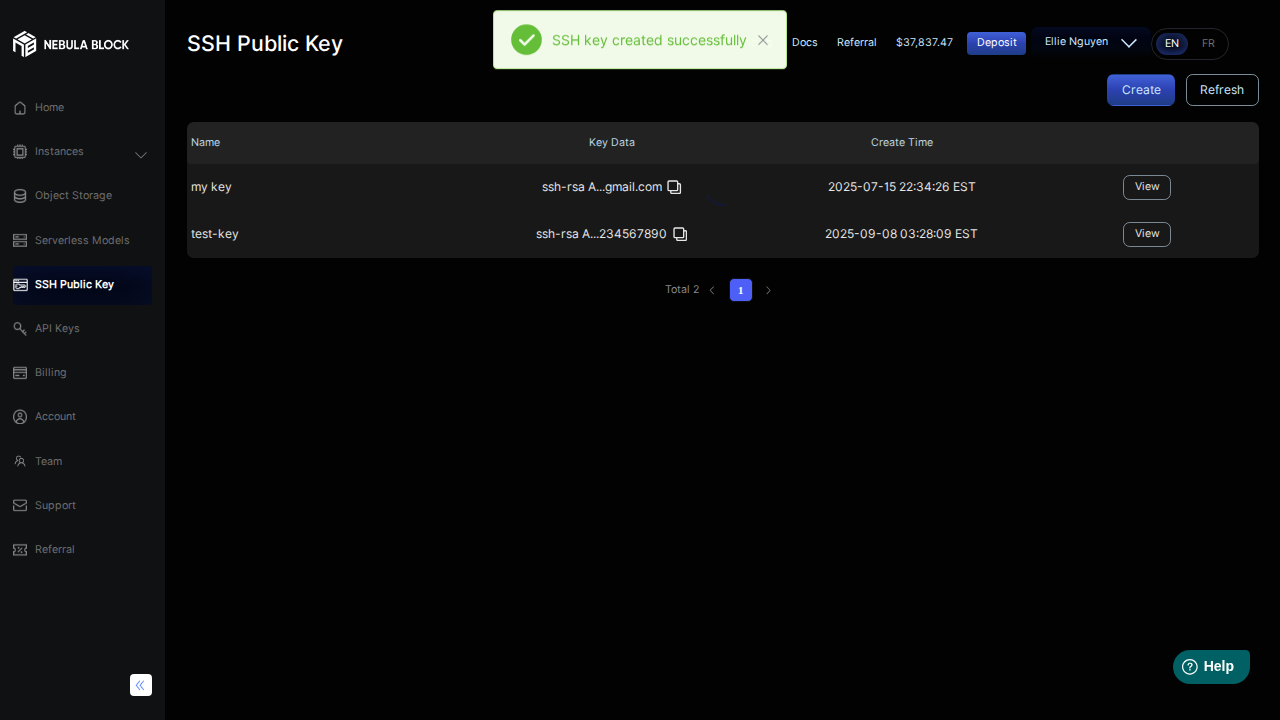 NEBULA BLOCK
SSH Public Key
SSH key created successfully
Docs
Referral
$37,837.47
Deposit
Ellie Nguyen
EN
FR
Create
Refresh
Home
Instances
Object Storage
Serverless Models
SSH Public Key
API Keys
Billing
Account
Team
Support
Referral
Name Key Data Create Time
my key ssh-rsa A...gmail.com 2025-07-15 22:34:26 EST View
test-key ssh-rsa A...234567890 2025-09-08 03:28:09 EST View
Total 2 1
Help